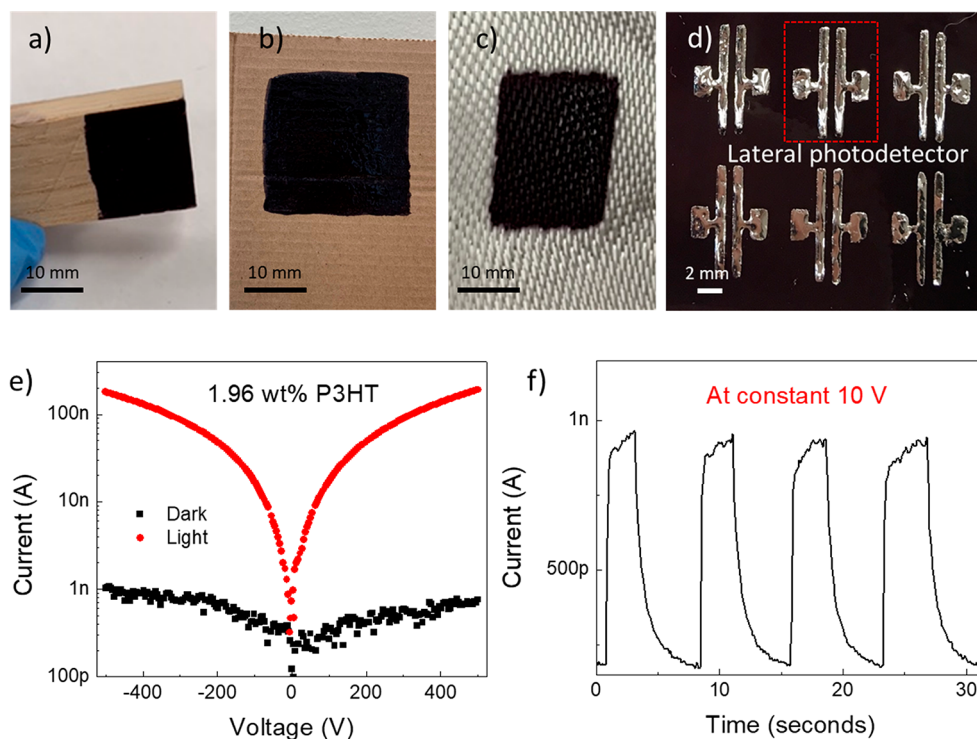 a)
b)
c)
d)
10 mm
10 mm
10 mm
Lateral photodetector
2 mm
e)
1.96 wt% P3HT
100n
10n
1n
100p
Current (A)
Dark
Light
-400
-200
0
200
400
Voltage (V)
f)
At constant 10 V
1n
500p
Current (A)
0
10
20
30
Time (seconds)